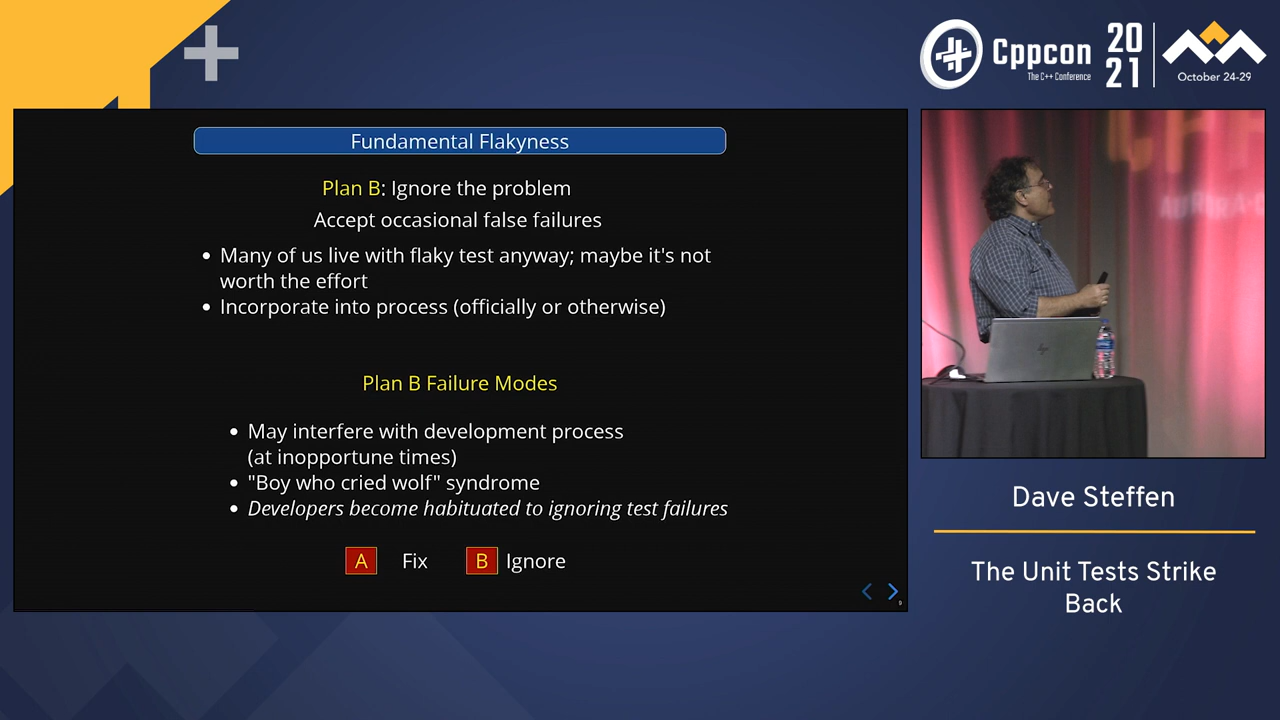 Cppcon
The C++ Conference
20
21
October 24-29
Fundamental Flakyness
Plan B: Ignore the problem
Accept occasional false failures
• Many of us live with flaky test anyway; maybe it's not
worth the effort
• Incorporate into process (officially or otherwise)
Plan B Failure Modes
• May interfere with development process
(at inopportune times)
• "Boy who cried wolf" syndrome
• Developers become habituated to ignoring test failures
A Fix B Ignore
Dave Steffen
The Unit Tests Strike
Back